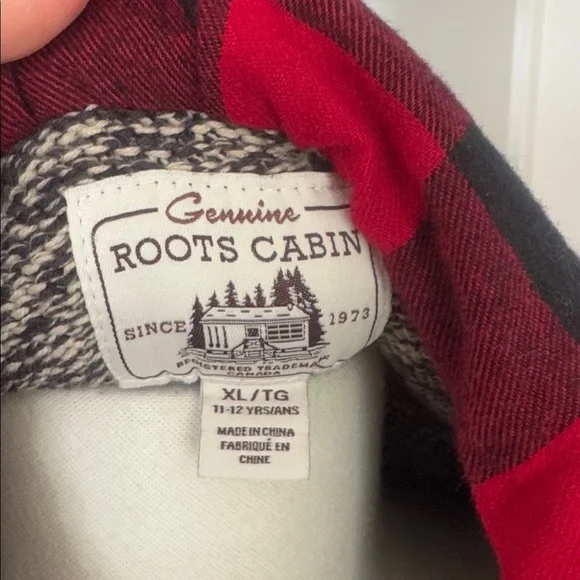 Genuine
ROOTS CABIN
SINCE 1973
REGISTERED TRADEMARK
CANADA
XL/TG
11-12 YRS/ANS
MADE IN CHINA
FABRIQUÉ EN
CHINE